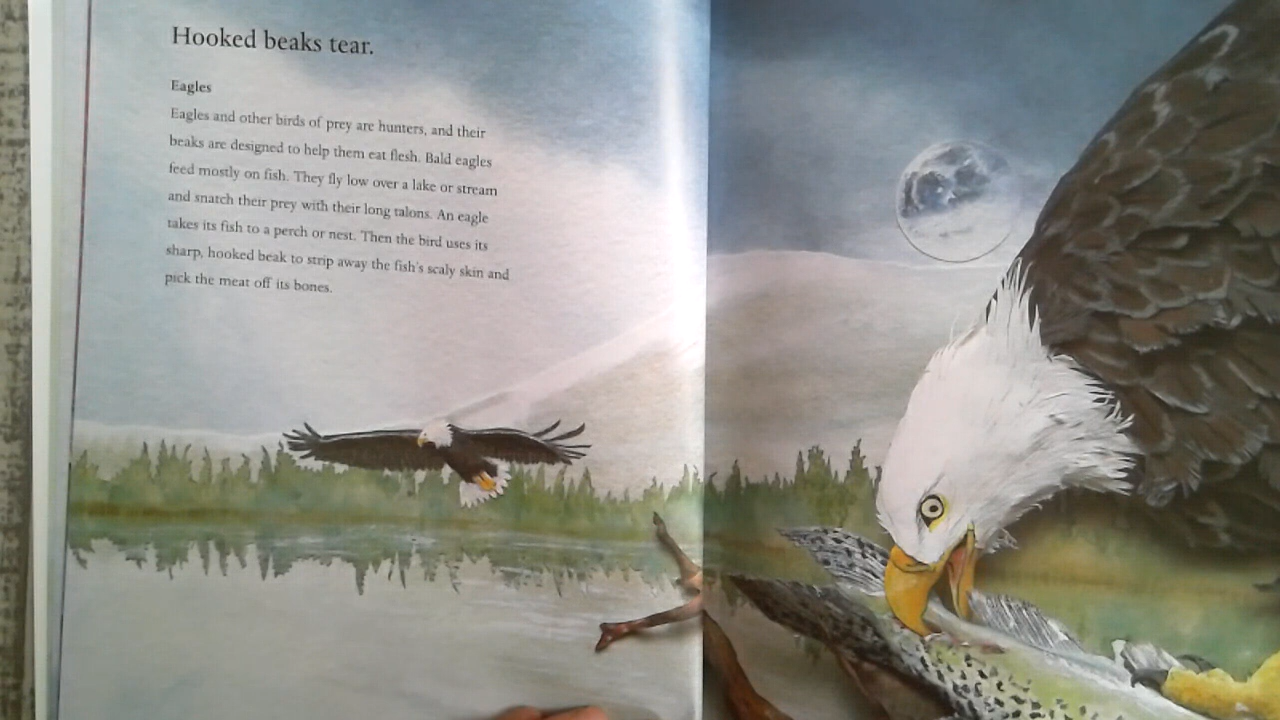 Hooked beaks tear.
Eagles
Eagles and other birds of prey are hunters, and their
beaks are designed to help them eat flesh. Bald eagles
feed mostly on fish. They fly low over a lake or stream
and snatch their prey with their long talons. An eagle
takes its fish to a perch or nest. Then the bird uses its
sharp, hooked beak to strip away the fish's scaly skin and
pick the meat off its bones.